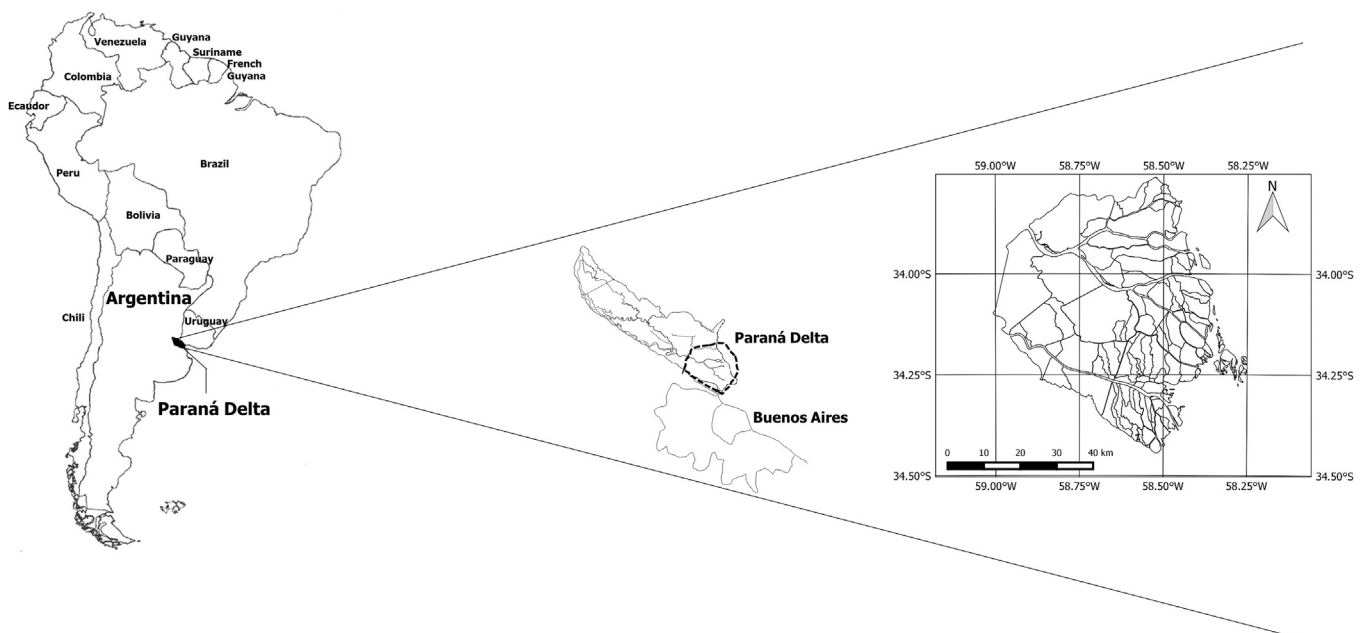 Venezuela
Guyana
Suriname
French
Guyana
Colombia
Ecaudor
Peru
Brazil
Bolivia
Paraguay
Argentina
Chili
Uruguay
Paraná Delta
Paraná Delta
Buenos Aires
59.00°W 58.75°W 58.50°W 58.25°W
N
34.00°S 34.00°S
34.25°S 34.25°S
0 10 20 30 40 km
34.50°S 34.50°S
59.00°W 58.75°W 58.50°W 58.25°W